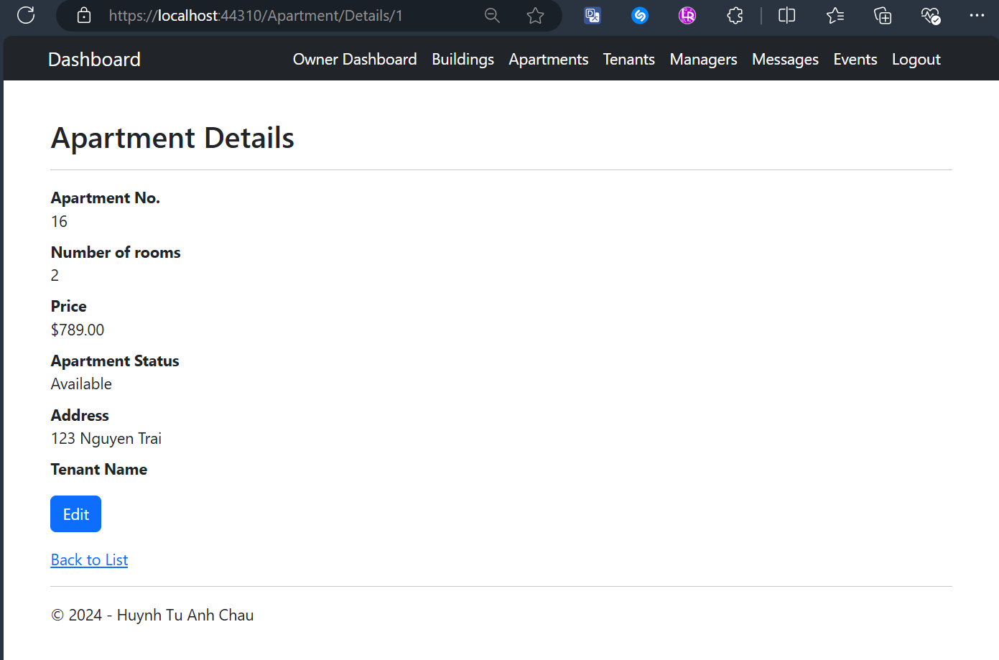 https://localhost:44310/Apartment/Details/1
Dashboard Owner Dashboard Buildings Apartments Tenants Managers Messages Events Logout
Apartment Details
Apartment No.
16
Number of rooms
2
Price
$789.00
Apartment Status
Available
Address
123 Nguyen Trai
Tenant Name
Edit
Back to List
© 2024 - Huynh Tu Anh Chau